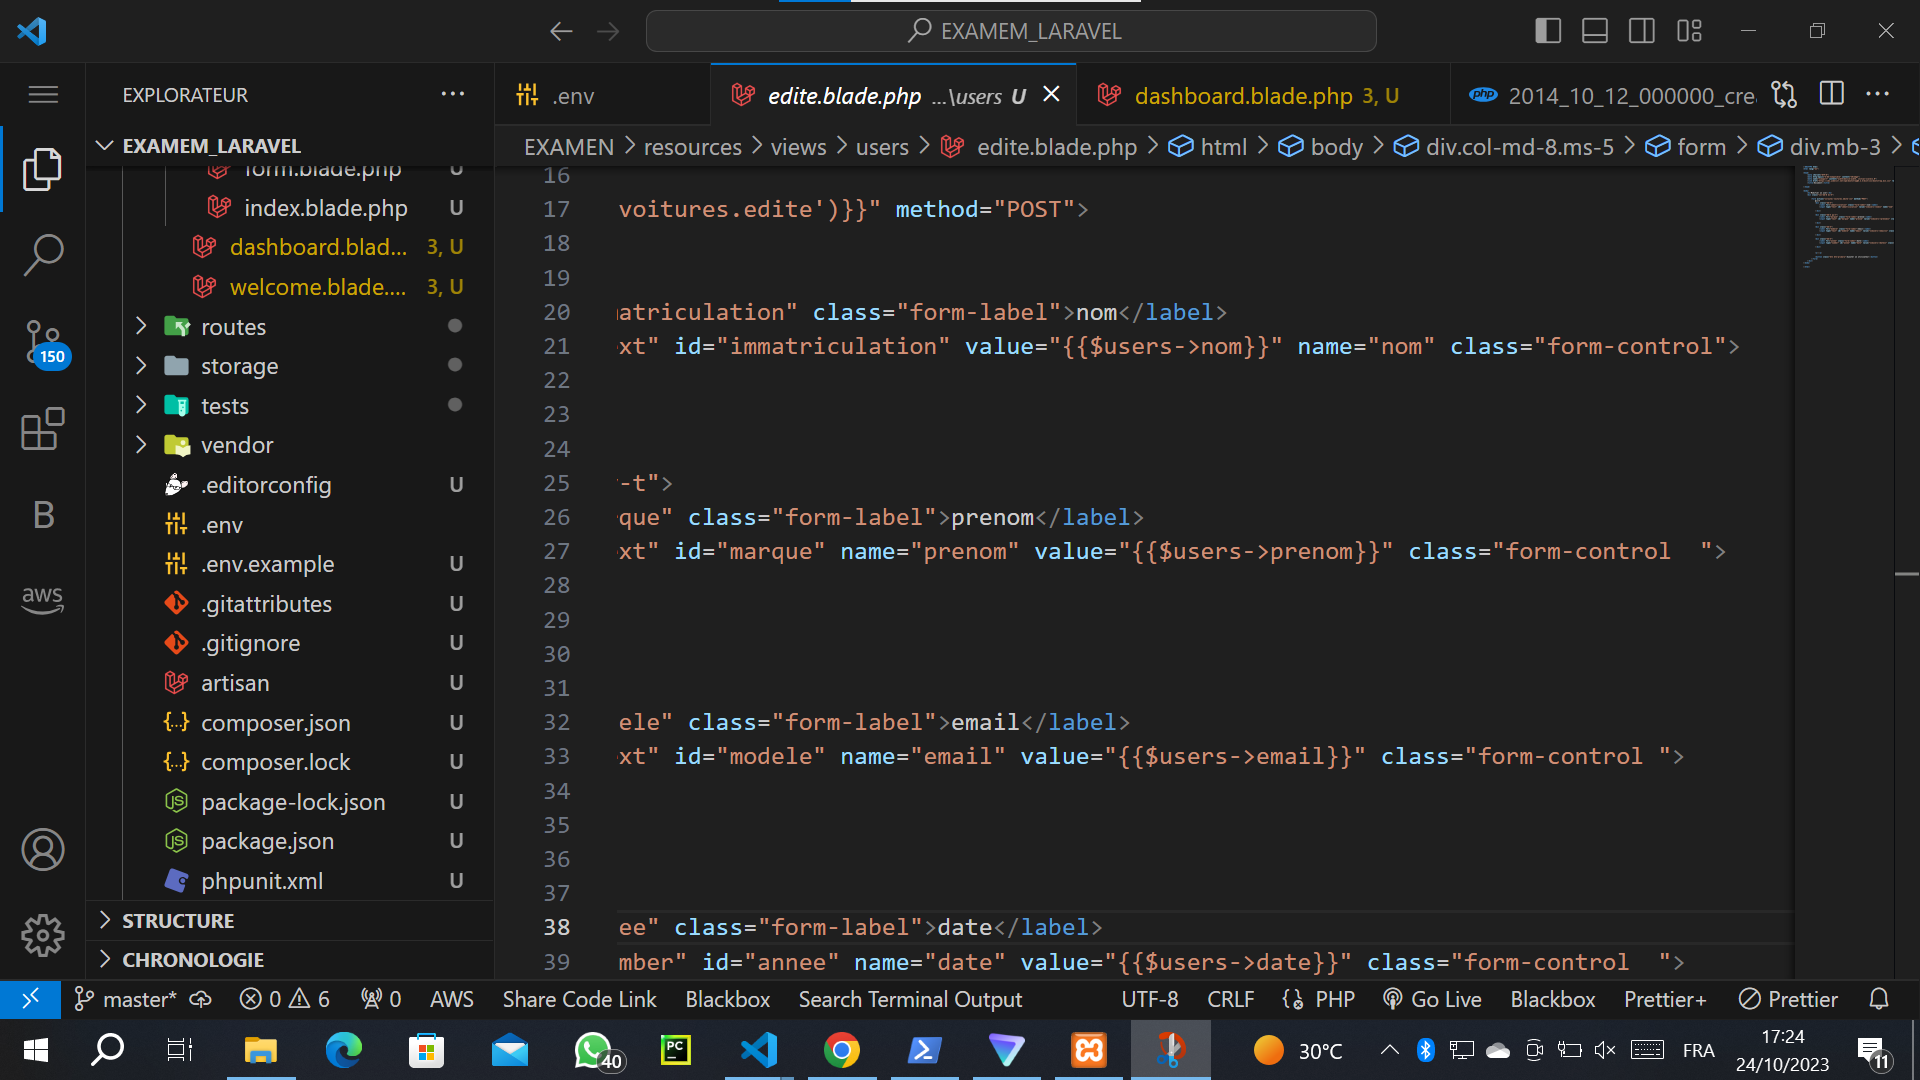 EXAMEM_LARAVEL
EXPLORATEUR
.env
edite.blade.php ...\users U
dashboard.blade.php 3, U
2014_10_12_000000_cre
EXAMEM_LARAVEL
EXAMEN > resources > views > users > edite.blade.php > html > body > div.col-md-8.ms-5 > form > div.mb-3 >
form.blade.php U
index.blade.php U
dashboard.blad... 3, U
welcome.blade.... 3, U
routes
storage
tests
vendor
.editorconfig U
.env
.env.example U
.gitattributes U
.gitignore U
artisan U
composer.json U
composer.lock U
package-lock.json U
package.json U
phpunit.xml U
STRUCTURE
CHRONOLOGIE
150
B
aws
16
17 voitures.edite')}}" method="POST">
18
19
20 atriculation" class="form-label">nom</label>
21 xt" id="immatriculation" value="{{$users->nom}}" name="nom" class="form-control">
22
23
24
25 -t">
26 que" class="form-label">prenom</label>
27 xt" id="marque" name="prenom" value="{{$users->prenom}}" class="form-control  ">
28
29
30
31
32 ele" class="form-label">email</label>
33 xt" id="modele" name="email" value="{{$users->email}}" class="form-control ">
34
35
36
37
38 ee" class="form-label">date</label>
39 mber" id="annee" name="date" value="{{$users->date}}" class="form-control  ">
master* 0 6 0 AWS Share Code Link Blackbox Search Terminal Output UTF-8 CRLF PHP Go Live Blackbox Prettier+ Prettier
40
PC
30°C
FRA
17:24
24/10/2023
11